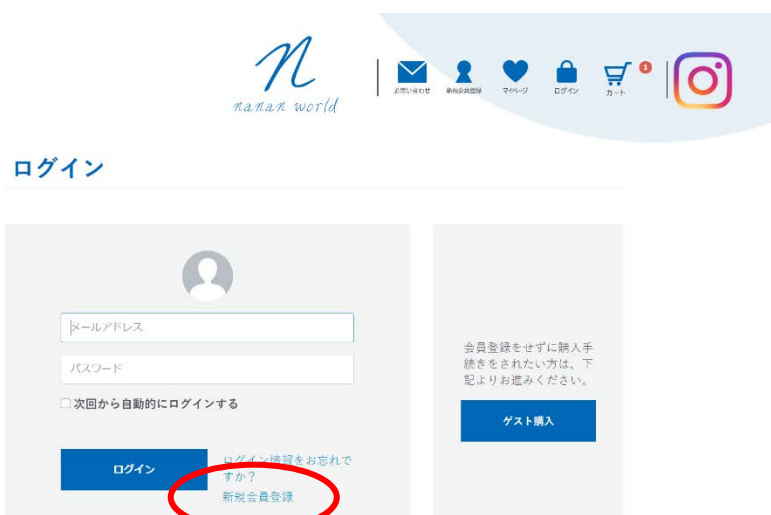 n
nanan world
お問い合わせ 新規会員登録 マイページ ログイン カート 1
ログイン
メールアドレス
パスワード
次回から自動的にログインする
ログイン
ログイン情報をお忘れで
すか？
新規会員登録
会員登録をせずに購入手
続きをされたい方は、下
記よりお進みください。
ゲスト購入